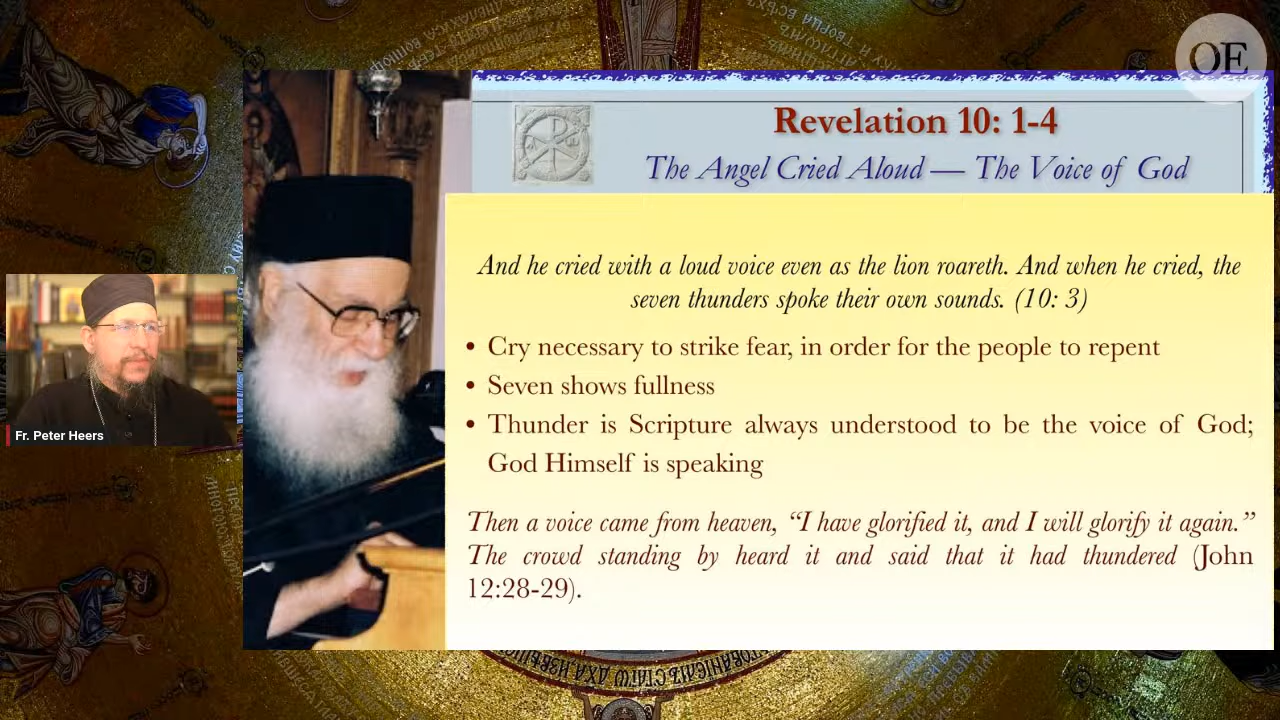 OE
Revelation 10: 1-4
The Angel Cried Aloud — The Voice of God
And he cried with a loud voice even as the lion roareth. And when he cried, the
seven thunders spoke their own sounds. (10: 3)
• Cry necessary to strike fear, in order for the people to repent
• Seven shows fullness
• Thunder is Scripture always understood to be the voice of God;
God Himself is speaking
Then a voice came from heaven, “I have glorified it, and I will glorify it again.”
The crowd standing by heard it and said that it had thundered (John
12:28-29).
Fr. Peter Heers